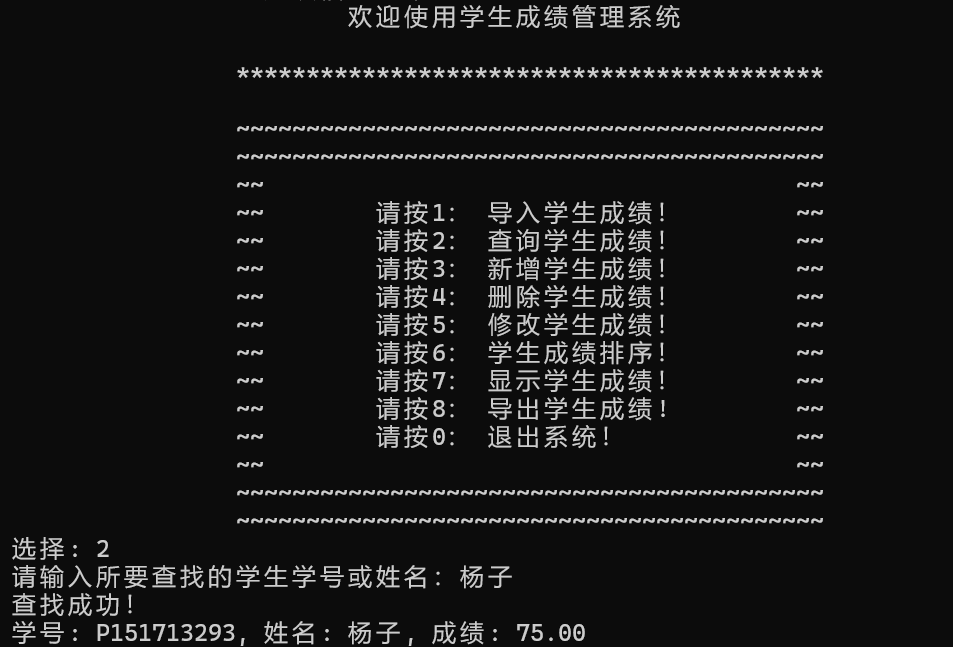 欢迎使用学生成绩管理系统
******************************************
~~~~~~~~~~~~~~~~~~~~~~~~~~~~~~~~~~~~~~~~~~
~~~~~~~~~~~~~~~~~~~~~~~~~~~~~~~~~~~~~~~~~~
~~ ~~
~~ 请按1： 导入学生成绩! ~~
~~ 请按2： 查询学生成绩! ~~
~~ 请按3： 新增学生成绩! ~~
~~ 请按4： 删除学生成绩! ~~
~~ 请按5： 修改学生成绩! ~~
~~ 请按6： 学生成绩排序! ~~
~~ 请按7： 显示学生成绩! ~~
~~ 请按8： 导出学生成绩! ~~
~~ 请按0： 退出系统! ~~
~~ ~~
~~~~~~~~~~~~~~~~~~~~~~~~~~~~~~~~~~~~~~~~~~
~~~~~~~~~~~~~~~~~~~~~~~~~~~~~~~~~~~~~~~~~~
选择: 2
请输入所要查找的学生学号或姓名: 杨子
查找成功!
学号: P151713293, 姓名: 杨子, 成绩: 75.00